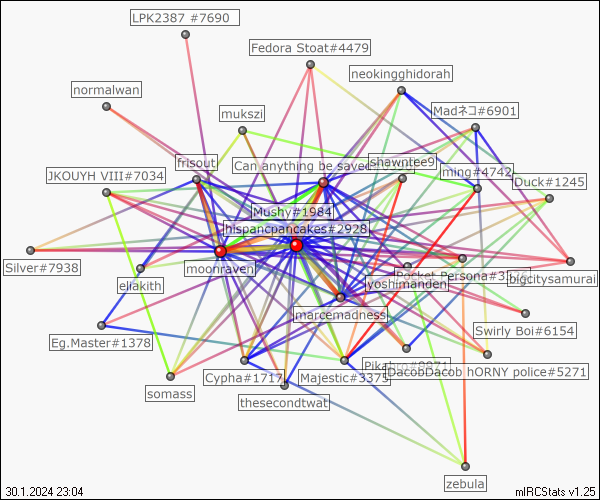 LPK2387 #7690
Fedora Stoat#4479
neokingghidorah
normalwan
mukszi
Madネコ#6901
frisout
Can anything be saved
shawntee9
ming#4742
JKOUYH VIII#7034
Duck#1245
Mushy#1984
hispancpancakes#2928
Silver#7938
moonraven
eliakith
yoshimanden
Pocket Persona#3
bigcitysamurai
marcemadness
Swirly Boi#6154
Eg.Master#1378
Pikabro
DacobDacob hORNY police#5271
Cypha#1717
Majestic#3375
somass
thesecondtwat
zebula
30.1.2024 23:04
mIRCStats v1.25